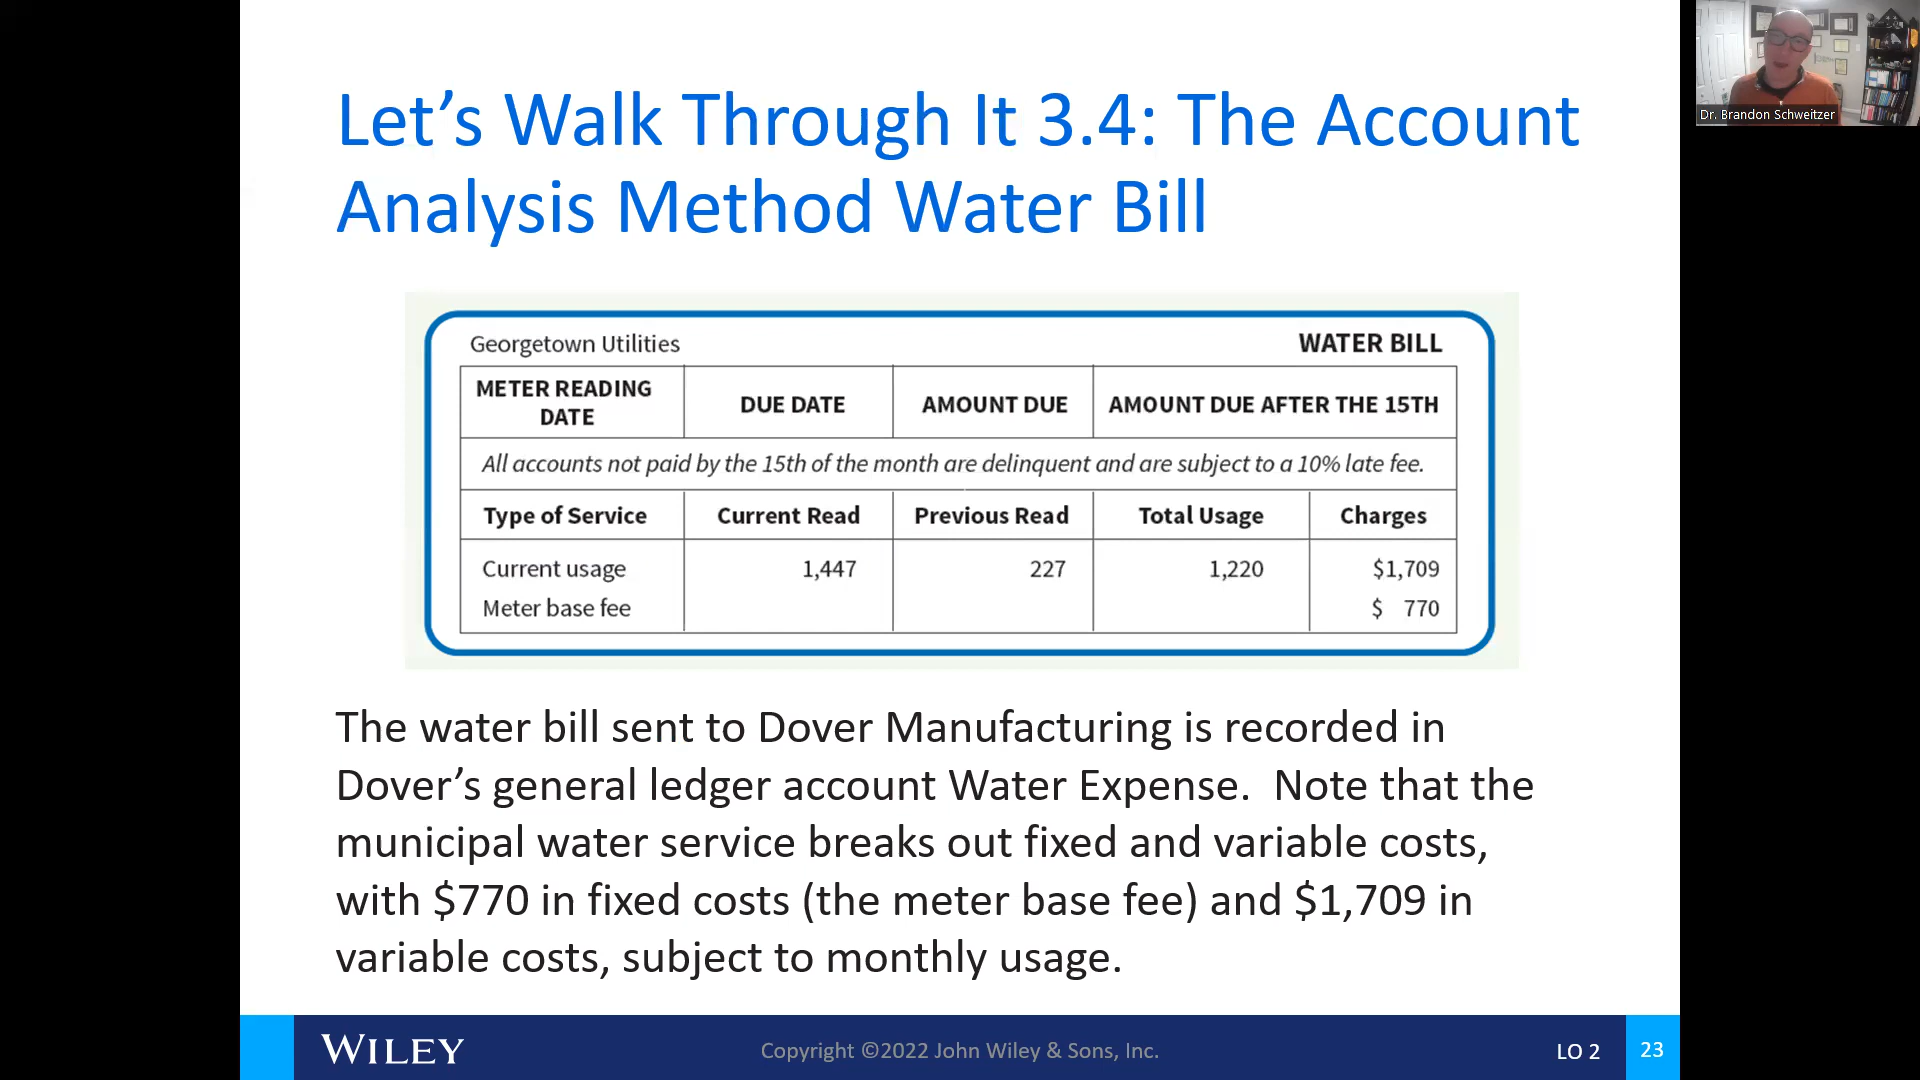 Let’s Walk Through It 3.4: The Account
Analysis Method Water Bill
Georgetown Utilities
WATER BILL
METER READING
DATE
DUE DATE
AMOUNT DUE
AMOUNT DUE AFTER THE 15TH
All accounts not paid by the 15th of the month are delinquent and are subject to a 10% late fee.
Type of Service Current Read Previous Read Total Usage Charges
Current usage 1,447 227 1,220 $1,709
Meter base fee $ 770
The water bill sent to Dover Manufacturing is recorded in
Dover’s general ledger account Water Expense.  Note that the
municipal water service breaks out fixed and variable costs,
with $770 in fixed costs (the meter base fee) and $1,709 in
variable costs, subject to monthly usage.
WILEY
Copyright ©2022 John Wiley & Sons, Inc.
LO 2
23
Dr. Brandon Schweitzer